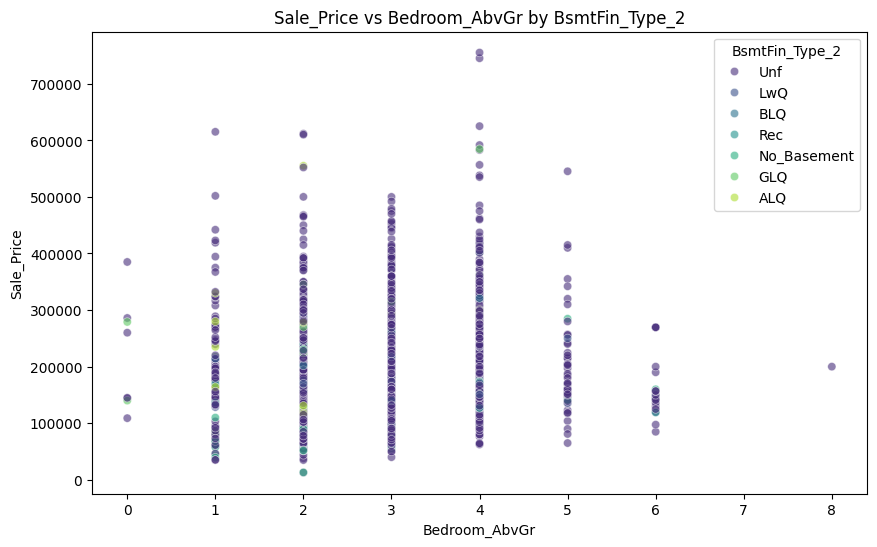 Sale_Price vs Bedroom_AbvGr by BsmtFin_Type_2
BsmtFin_Type_2
Unf
LwQ
BLQ
Rec
No_Basement
GLQ
ALQ
Sale_Price
700000
600000
500000
400000
300000
200000
100000
0
0 1 2 3 4 5 6 7 8
Bedroom_AbvGr